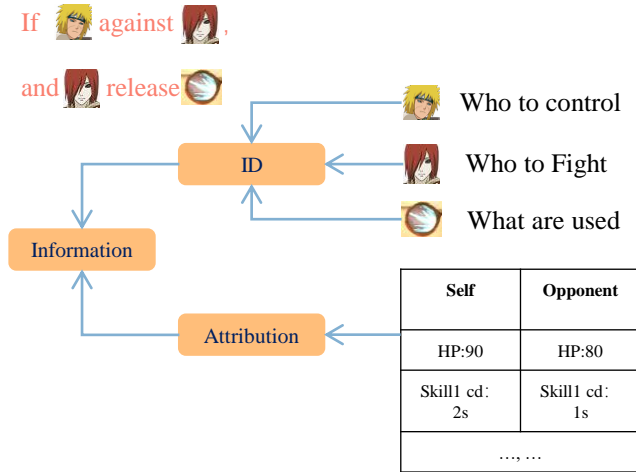 If against ,
and release
Who to control
ID
Who to Fight
What are used
Information
Self Opponent
Attribution
HP:90 HP:80
Skill1 cd: Skill1 cd:
2s 1s
…, …